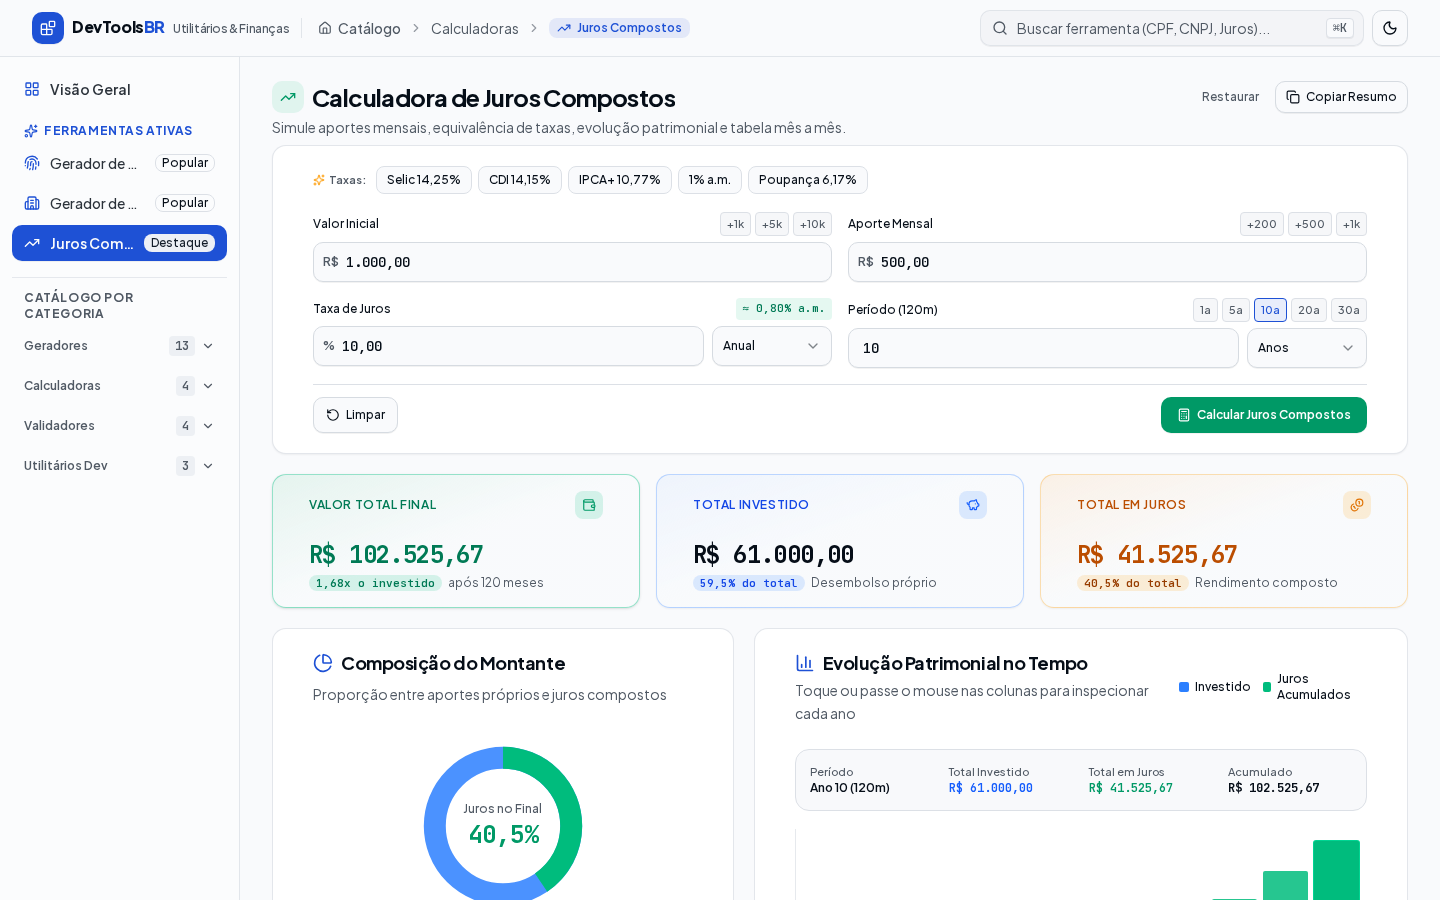 DevToolsBR Utilitários & Finanças
Catálogo > Calculadoras > Juros Compostos
Buscar ferramenta (CPF, CNPJ, Juros)... ⌘K
Visão Geral
FERRAMENTAS ATIVAS
Gerador de ... Popular
Gerador de ... Popular
Juros Com... Destaque
CATÁLOGO POR
CATEGORIA
Geradores 13
Calculadoras 4
Validadores 4
Utilitários Dev 3
Calculadora de Juros Compostos
Restaurar
Copiar Resumo
Simule aportes mensais, equivalência de taxas, evolução patrimonial e tabela mês a mês.
Taxas: Selic 14,25% CDI 14,15% IPCA+ 10,77% 1% a.m. Poupança 6,17%
Valor Inicial +1k +5k +10k
R$ 1.000,00
Aporte Mensal +200 +500 +1k
R$ 500,00
Taxa de Juros ≈ 0,80% a.m.
% 10,00 Anual
Período (120m) 1a 5a 10a 20a 30a
10 Anos
Limpar
Calcular Juros Compostos
VALOR TOTAL FINAL
R$ 102.525,67
1,68x o investido após 120 meses
TOTAL INVESTIDO
R$ 61.000,00
59,5% do total Desembolso próprio
TOTAL EM JUROS
R$ 41.525,67
40,5% do total Rendimento composto
Composição do Montante
Proporção entre aportes próprios e juros compostos
Juros no Final
40,5%
Evolução Patrimonial no Tempo
Toque ou passe o mouse nas colunas para inspecionar
cada ano
Investido
Juros
Acumulados
Período Total Investido Total em Juros Acumulado
Ano 10 (120m) R$ 61.000,00 R$ 41.525,67 R$ 102.525,67